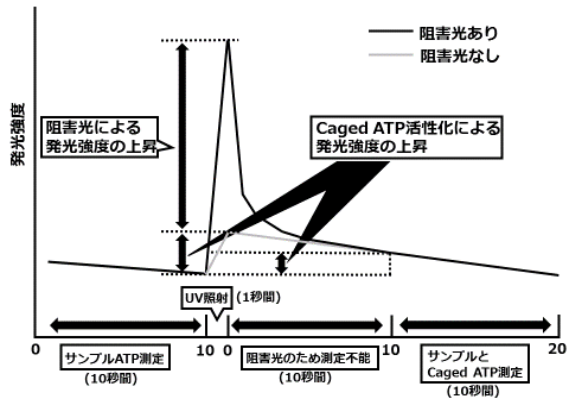 阻害光あり
阻害光なし
発光強度
阻害光による
発光強度の上昇
Caged ATP活性化による
発光強度の上昇
UV照射
(1秒間)
0
10
0
10
20
サンプルATP測定
(10秒間)
阻害光のため測定不能
(10秒間)
サンプルと
Caged ATP測定
(10秒間)